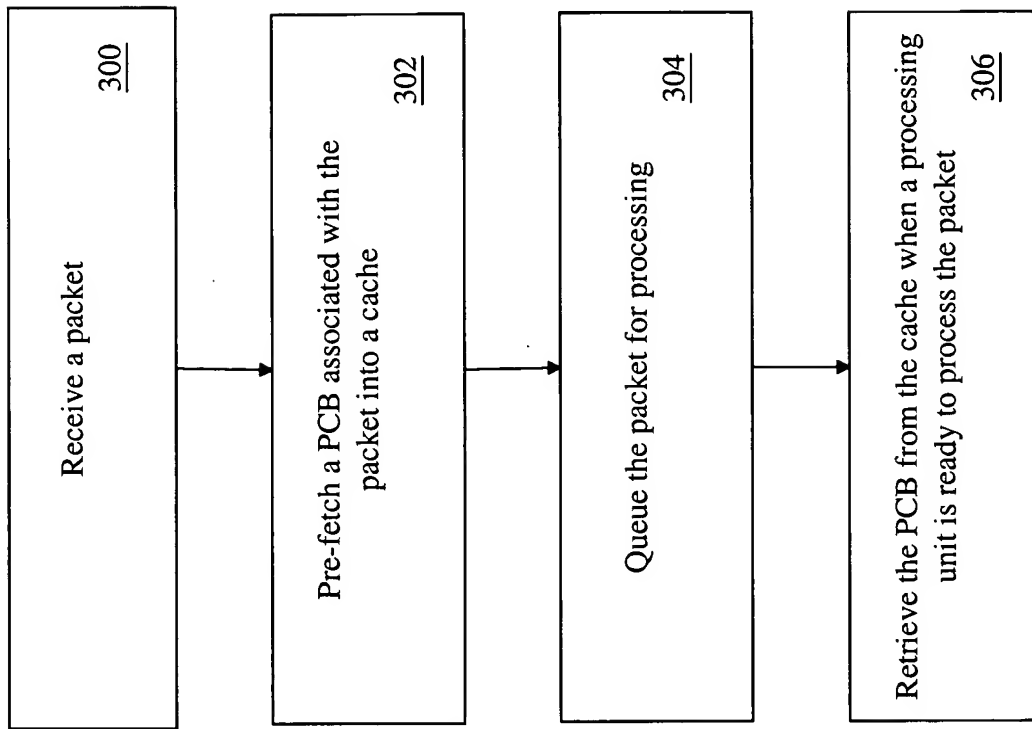 Receive a packet
300
Pre-fetch a PCB associated with the
packet into a cache
302
Queue the packet for processing
304
Retrieve the PCB from the cache when a processing
unit is ready to process the packet
306